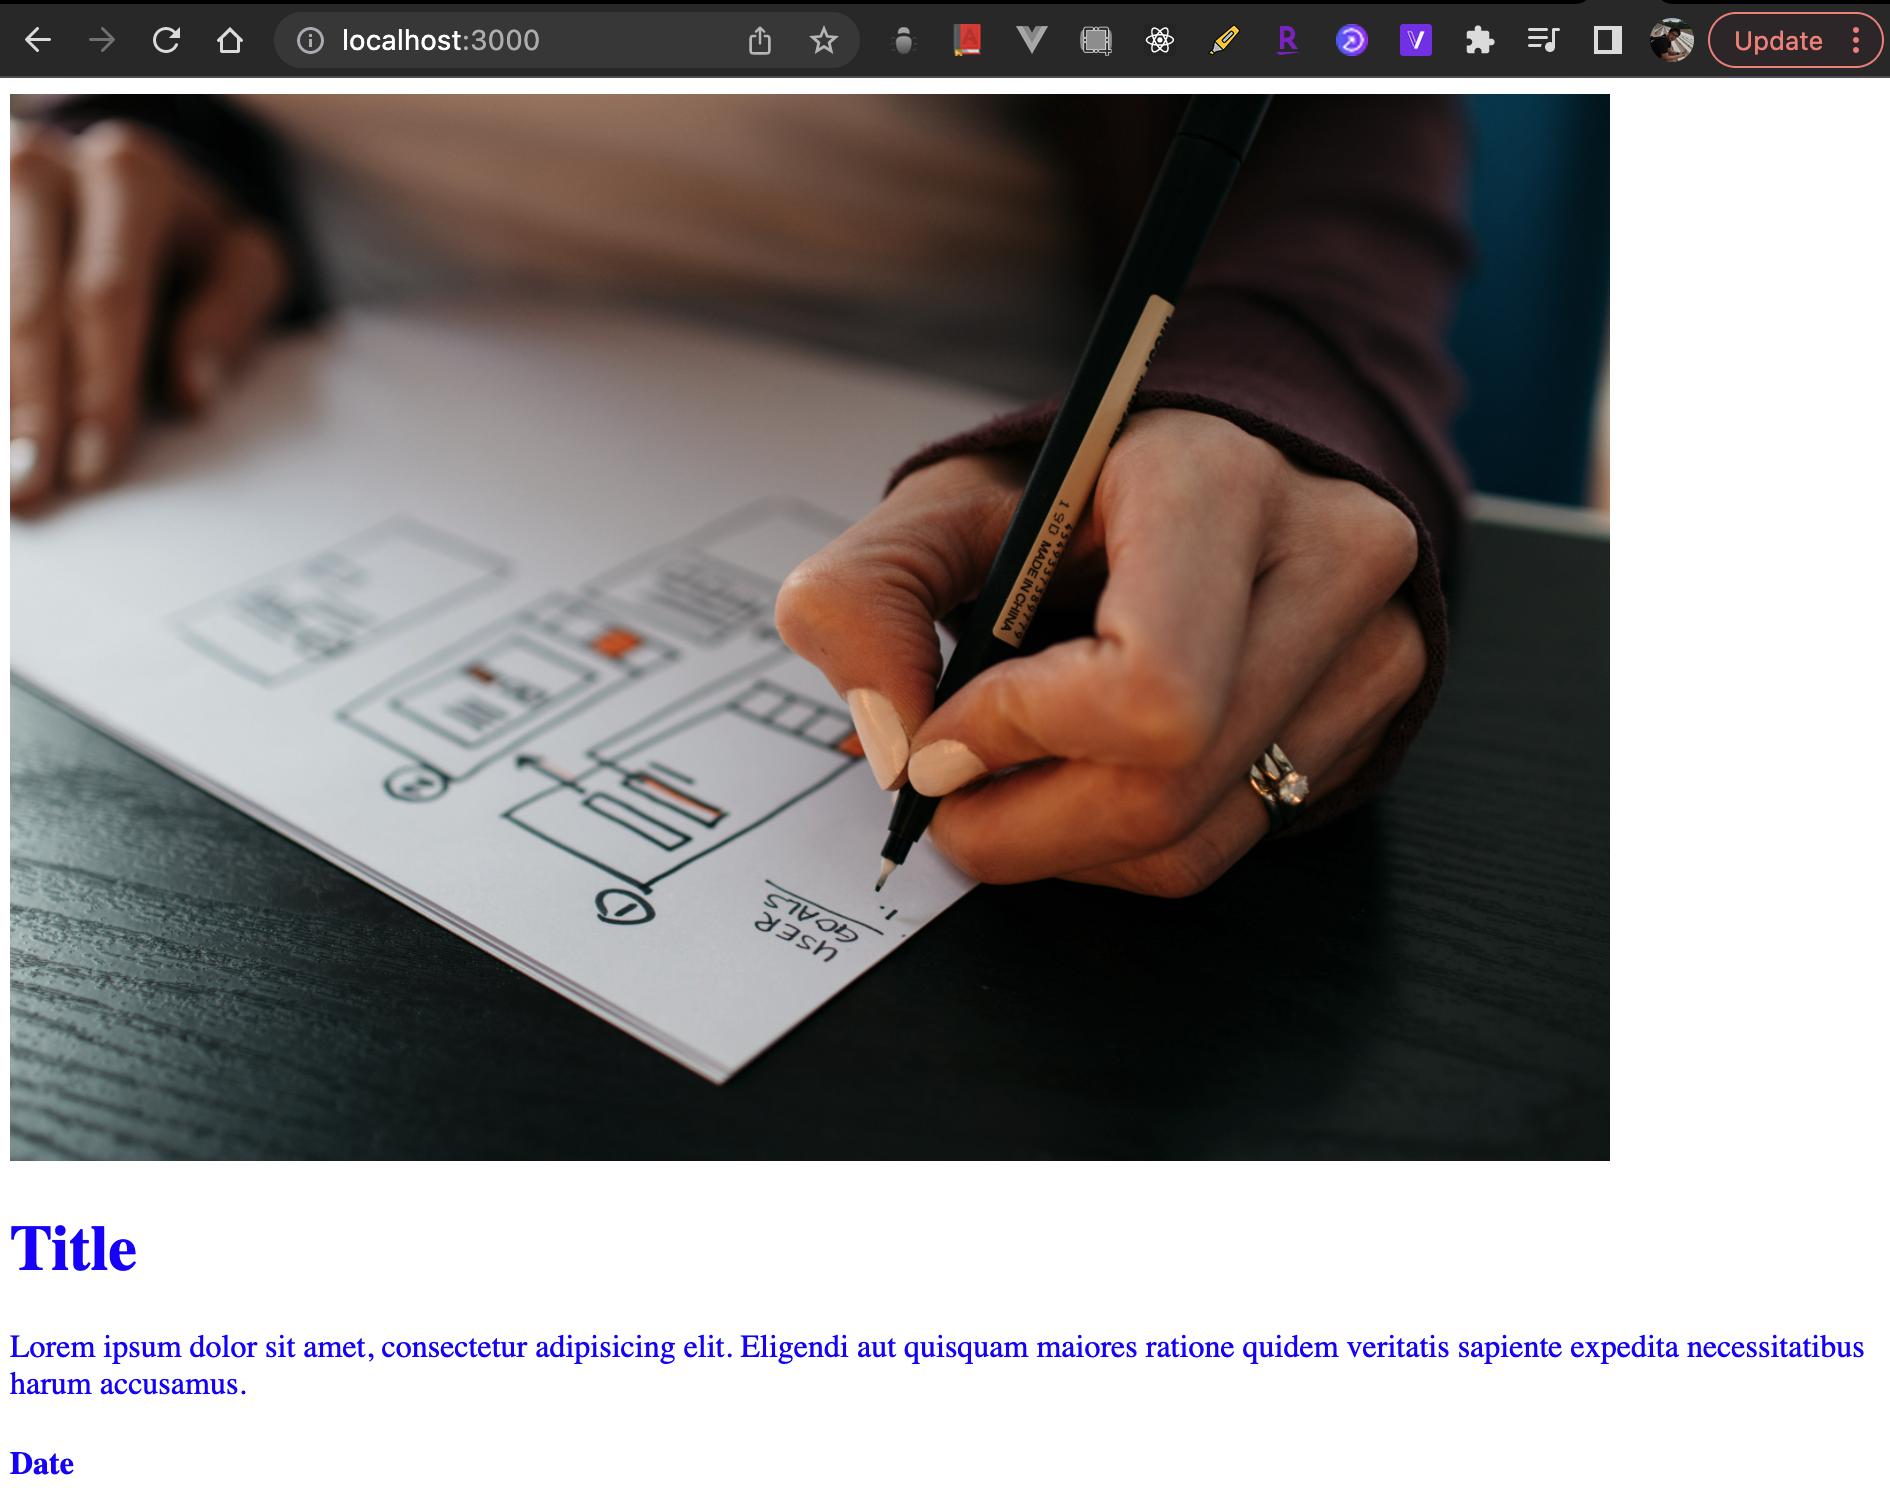 localhost:3000
Update
MADE IN CHINA
USER
GOALS
1.
Title
Lorem ipsum dolor sit amet, consectetur adipisicing elit. Eligendi aut quisquam maiores ratione quidem veritatis sapiente expedita necessitatibus
harum accusamus.
Date